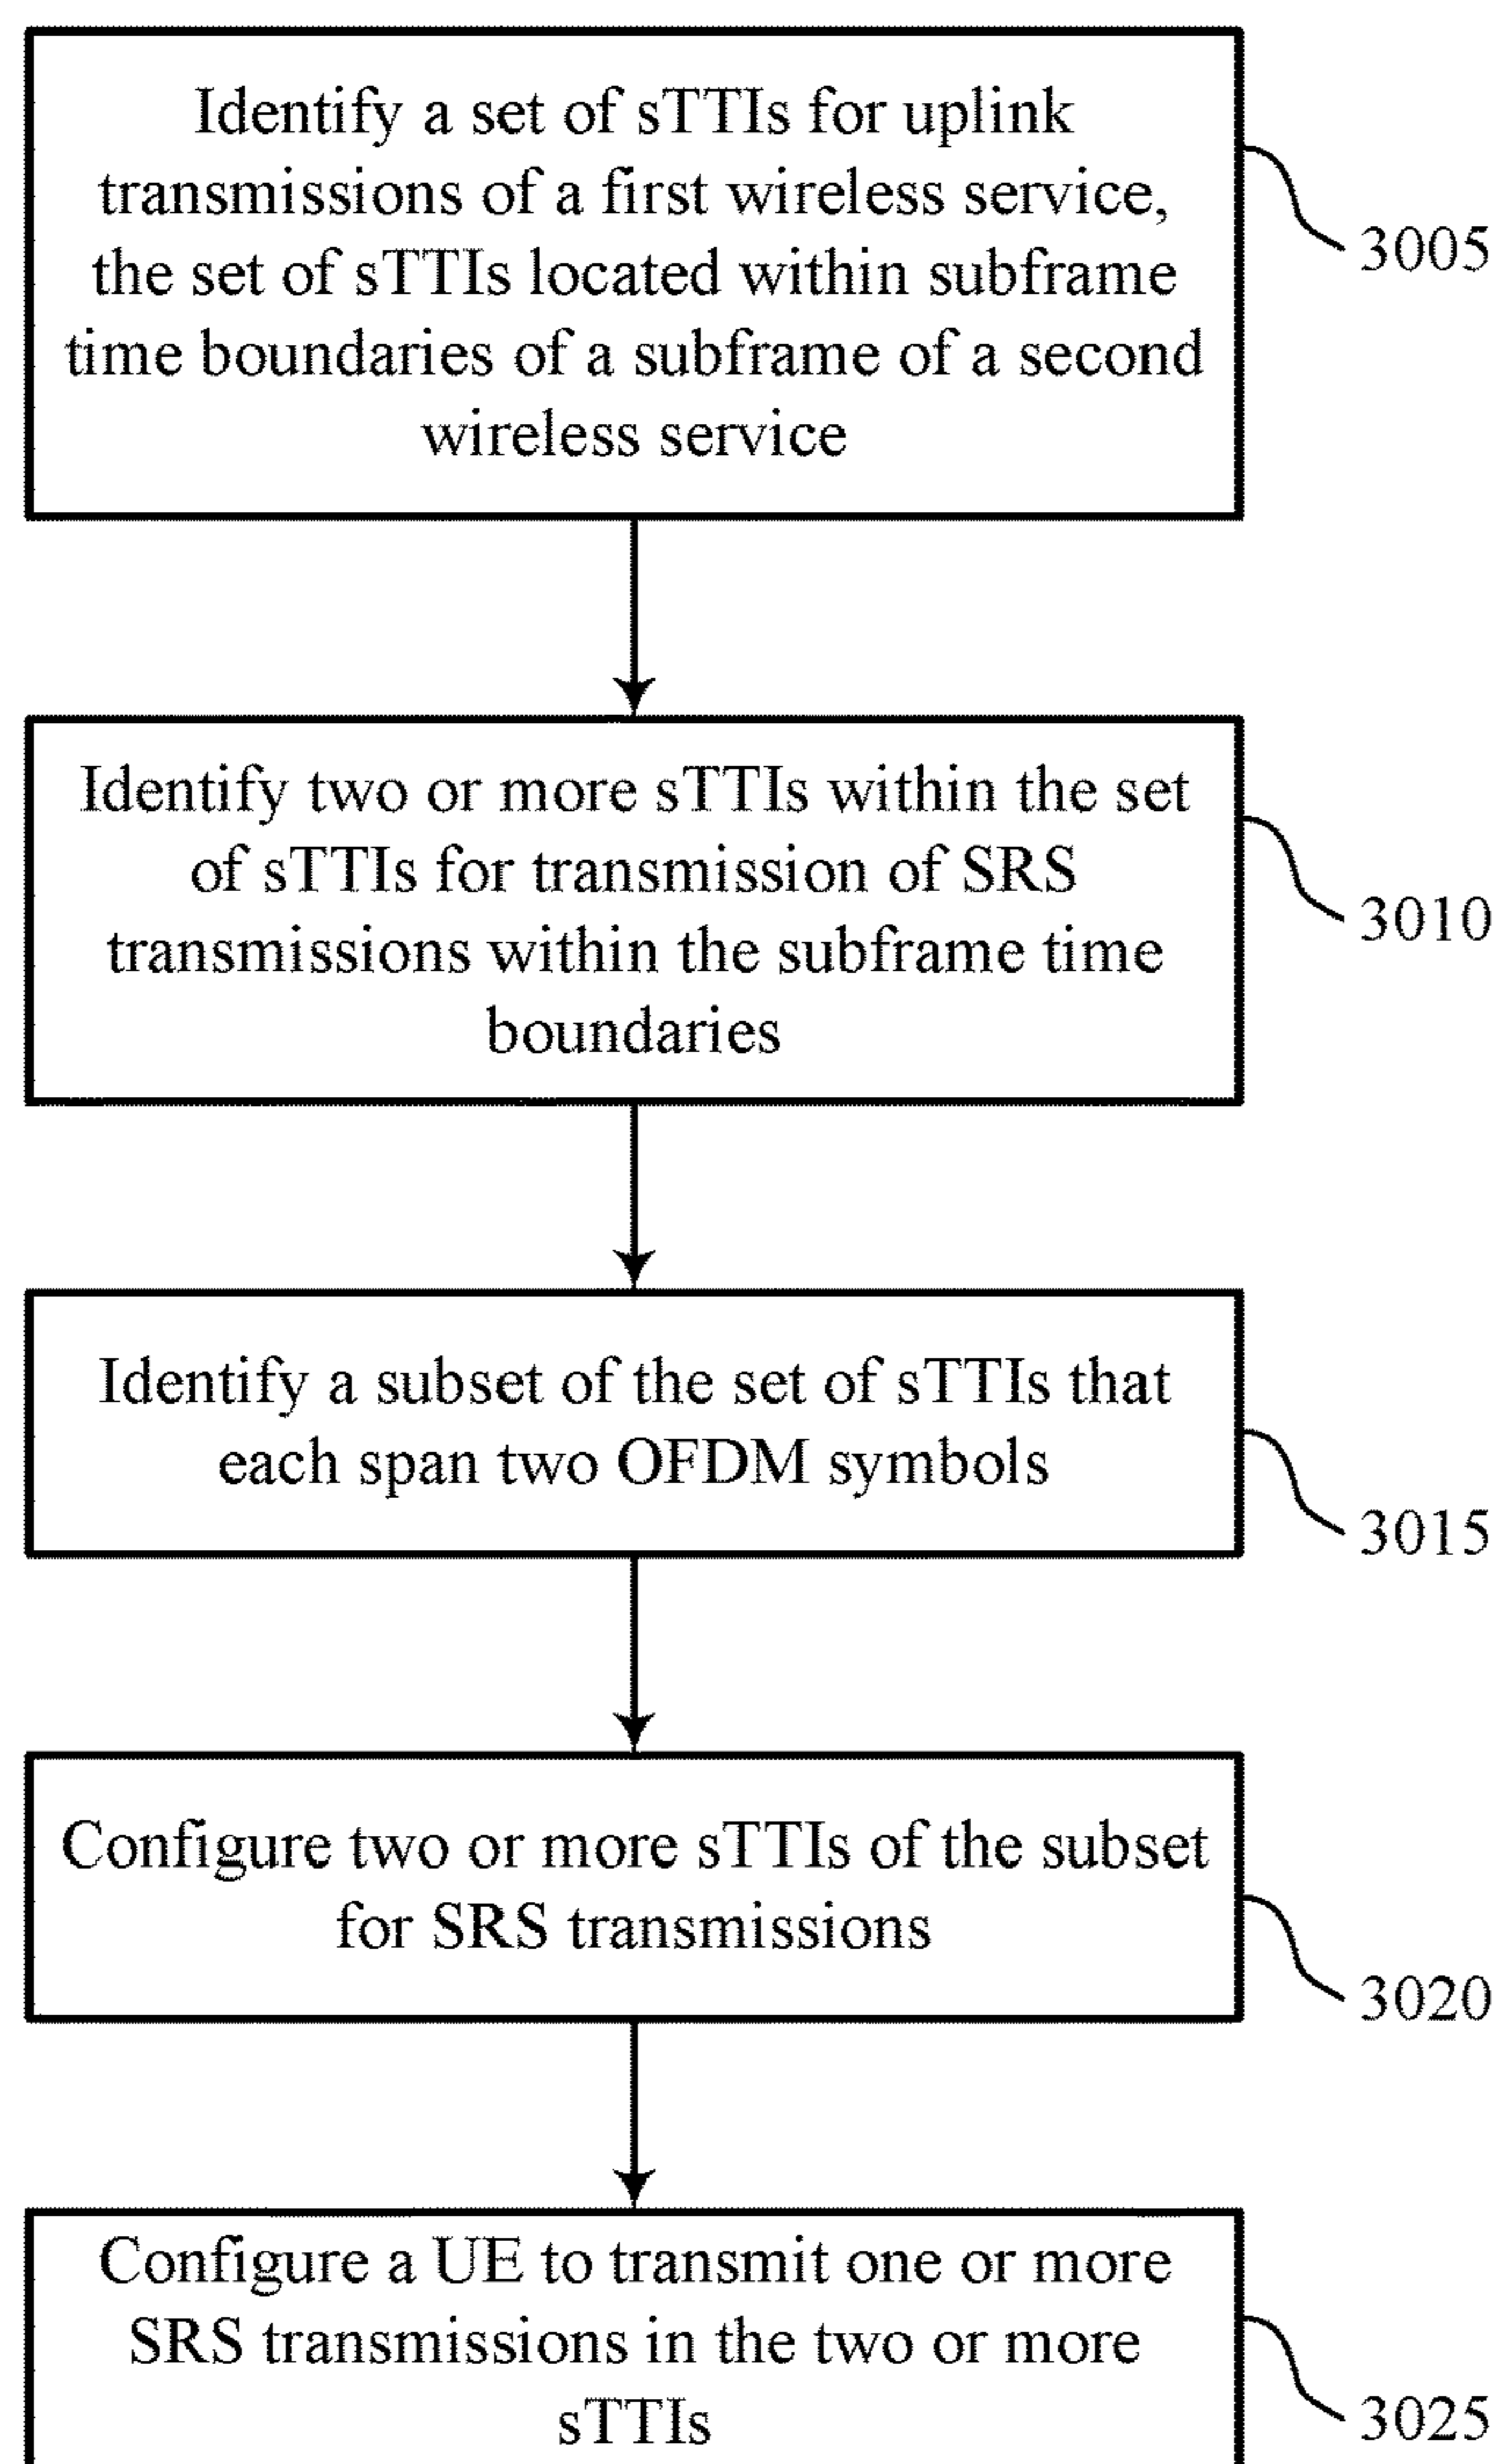 Identify a set of sTTIs for uplink
transmissions of a first wireless service,
the set of sTTIs located within subframe
time boundaries of a subframe of a second
wireless service
3005
Identify two or more sTTIs within the set
of sTTIs for transmission of SRS
transmissions within the subframe time
boundaries
3010
Identify a subset of the set of sTTIs that
each span two OFDM symbols
3015
Configure two or more sTTIs of the subset
for SRS transmissions
3020
Configure a UE to transmit one or more
SRS transmissions in the two or more
sTTIs
3025